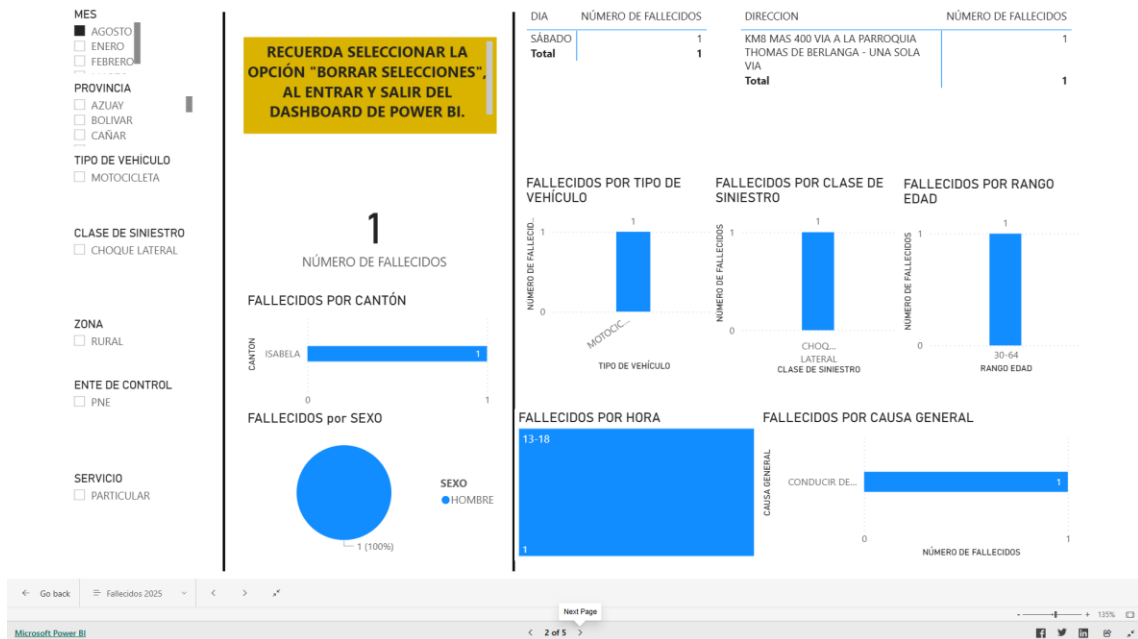 MES
AGOSTO
ENERO
FEBRERO
PROVINCIA
AZUAY
BOLIVAR
CAÑAR
TIPO DE VEHÍCULO
MOTOCICLETA
CLASE DE SINIESTRO
CHOQUE LATERAL
ZONA
RURAL
ENTE DE CONTROL
PNE
SERVICIO
PARTICULAR
RECUERDA SELECCIONAR LA
OPCIÓN "BORRAR SELECCIONES",
AL ENTRAR Y SALIR DEL
DASHBOARD DE POWER BI.
1
NÚMERO DE FALLECIDOS
FALLECIDOS POR CANTÓN
CANTON
ISABELA
1
0 1
FALLECIDOS por SEXO
SEXO
HOMBRE
1 (100%)
DIA NÚMERO DE FALLECIDOS
SÁBADO 1
Total 1
DIRECCION NÚMERO DE FALLECIDOS
KM8 MAS 400 VIA A LA PARROQUIA 1
THOMAS DE BERLANGA - UNA SOLA
VIA
Total 1
FALLECIDOS POR TIPO DE
VEHÍCULO
NÚMERO DE FALLECID...
1
1
0
MOTOCIC...
TIPO DE VEHÍCULO
FALLECIDOS POR CLASE DE
SINIESTRO
NÚMERO DE FALLECIDOS
1
1
0
CHOQ...
LATERAL
CLASE DE SINIESTRO
FALLECIDOS POR RANGO
EDAD
NÚMERO DE FALLECIDOS
1
1
0
30-64
RANGO EDAD
FALLECIDOS POR HORA
13-18
1
FALLECIDOS POR CAUSA GENERAL
CAUSA GENERAL
CONDUCIR DE...
1
0 1
NÚMERO DE FALLECIDOS
Go back
Fallecidos 2025
Next Page
135%
Microsoft Power BI
2 of 5